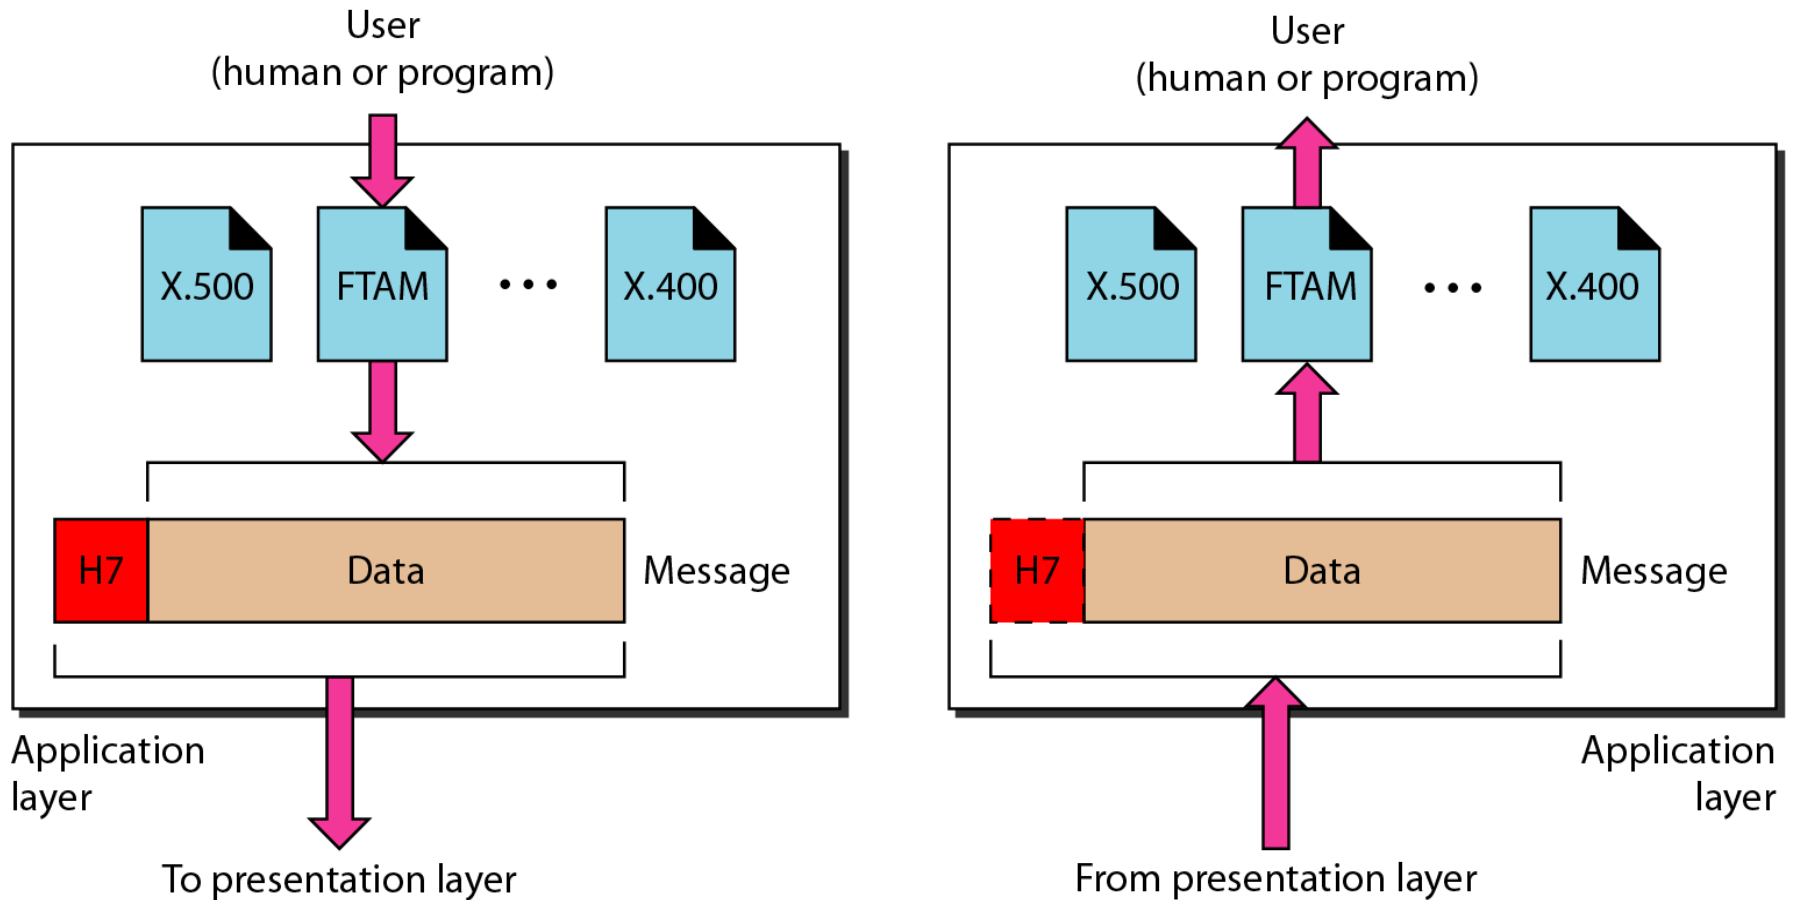 User
(human or program)
X.500
FTAM
...
X.400
H7
Data
Message
Application
layer
To presentation layer
User
(human or program)
X.500
FTAM
...
X.400
H7
Data
Message
Application
layer
From presentation layer